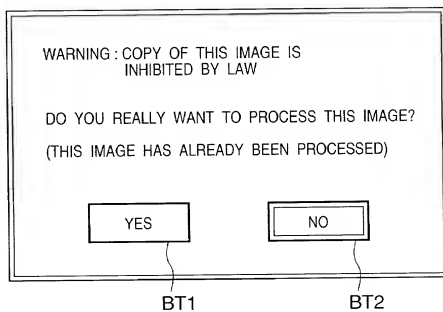 WARNING : COPY OF THIS IMAGE IS
INHIBITED BY LAW
DO YOU REALLY WANT TO PROCESS THIS IMAGE?
(THIS IMAGE HAS ALREADY BEEN PROCESSED)
YES NO
BT1 BT2